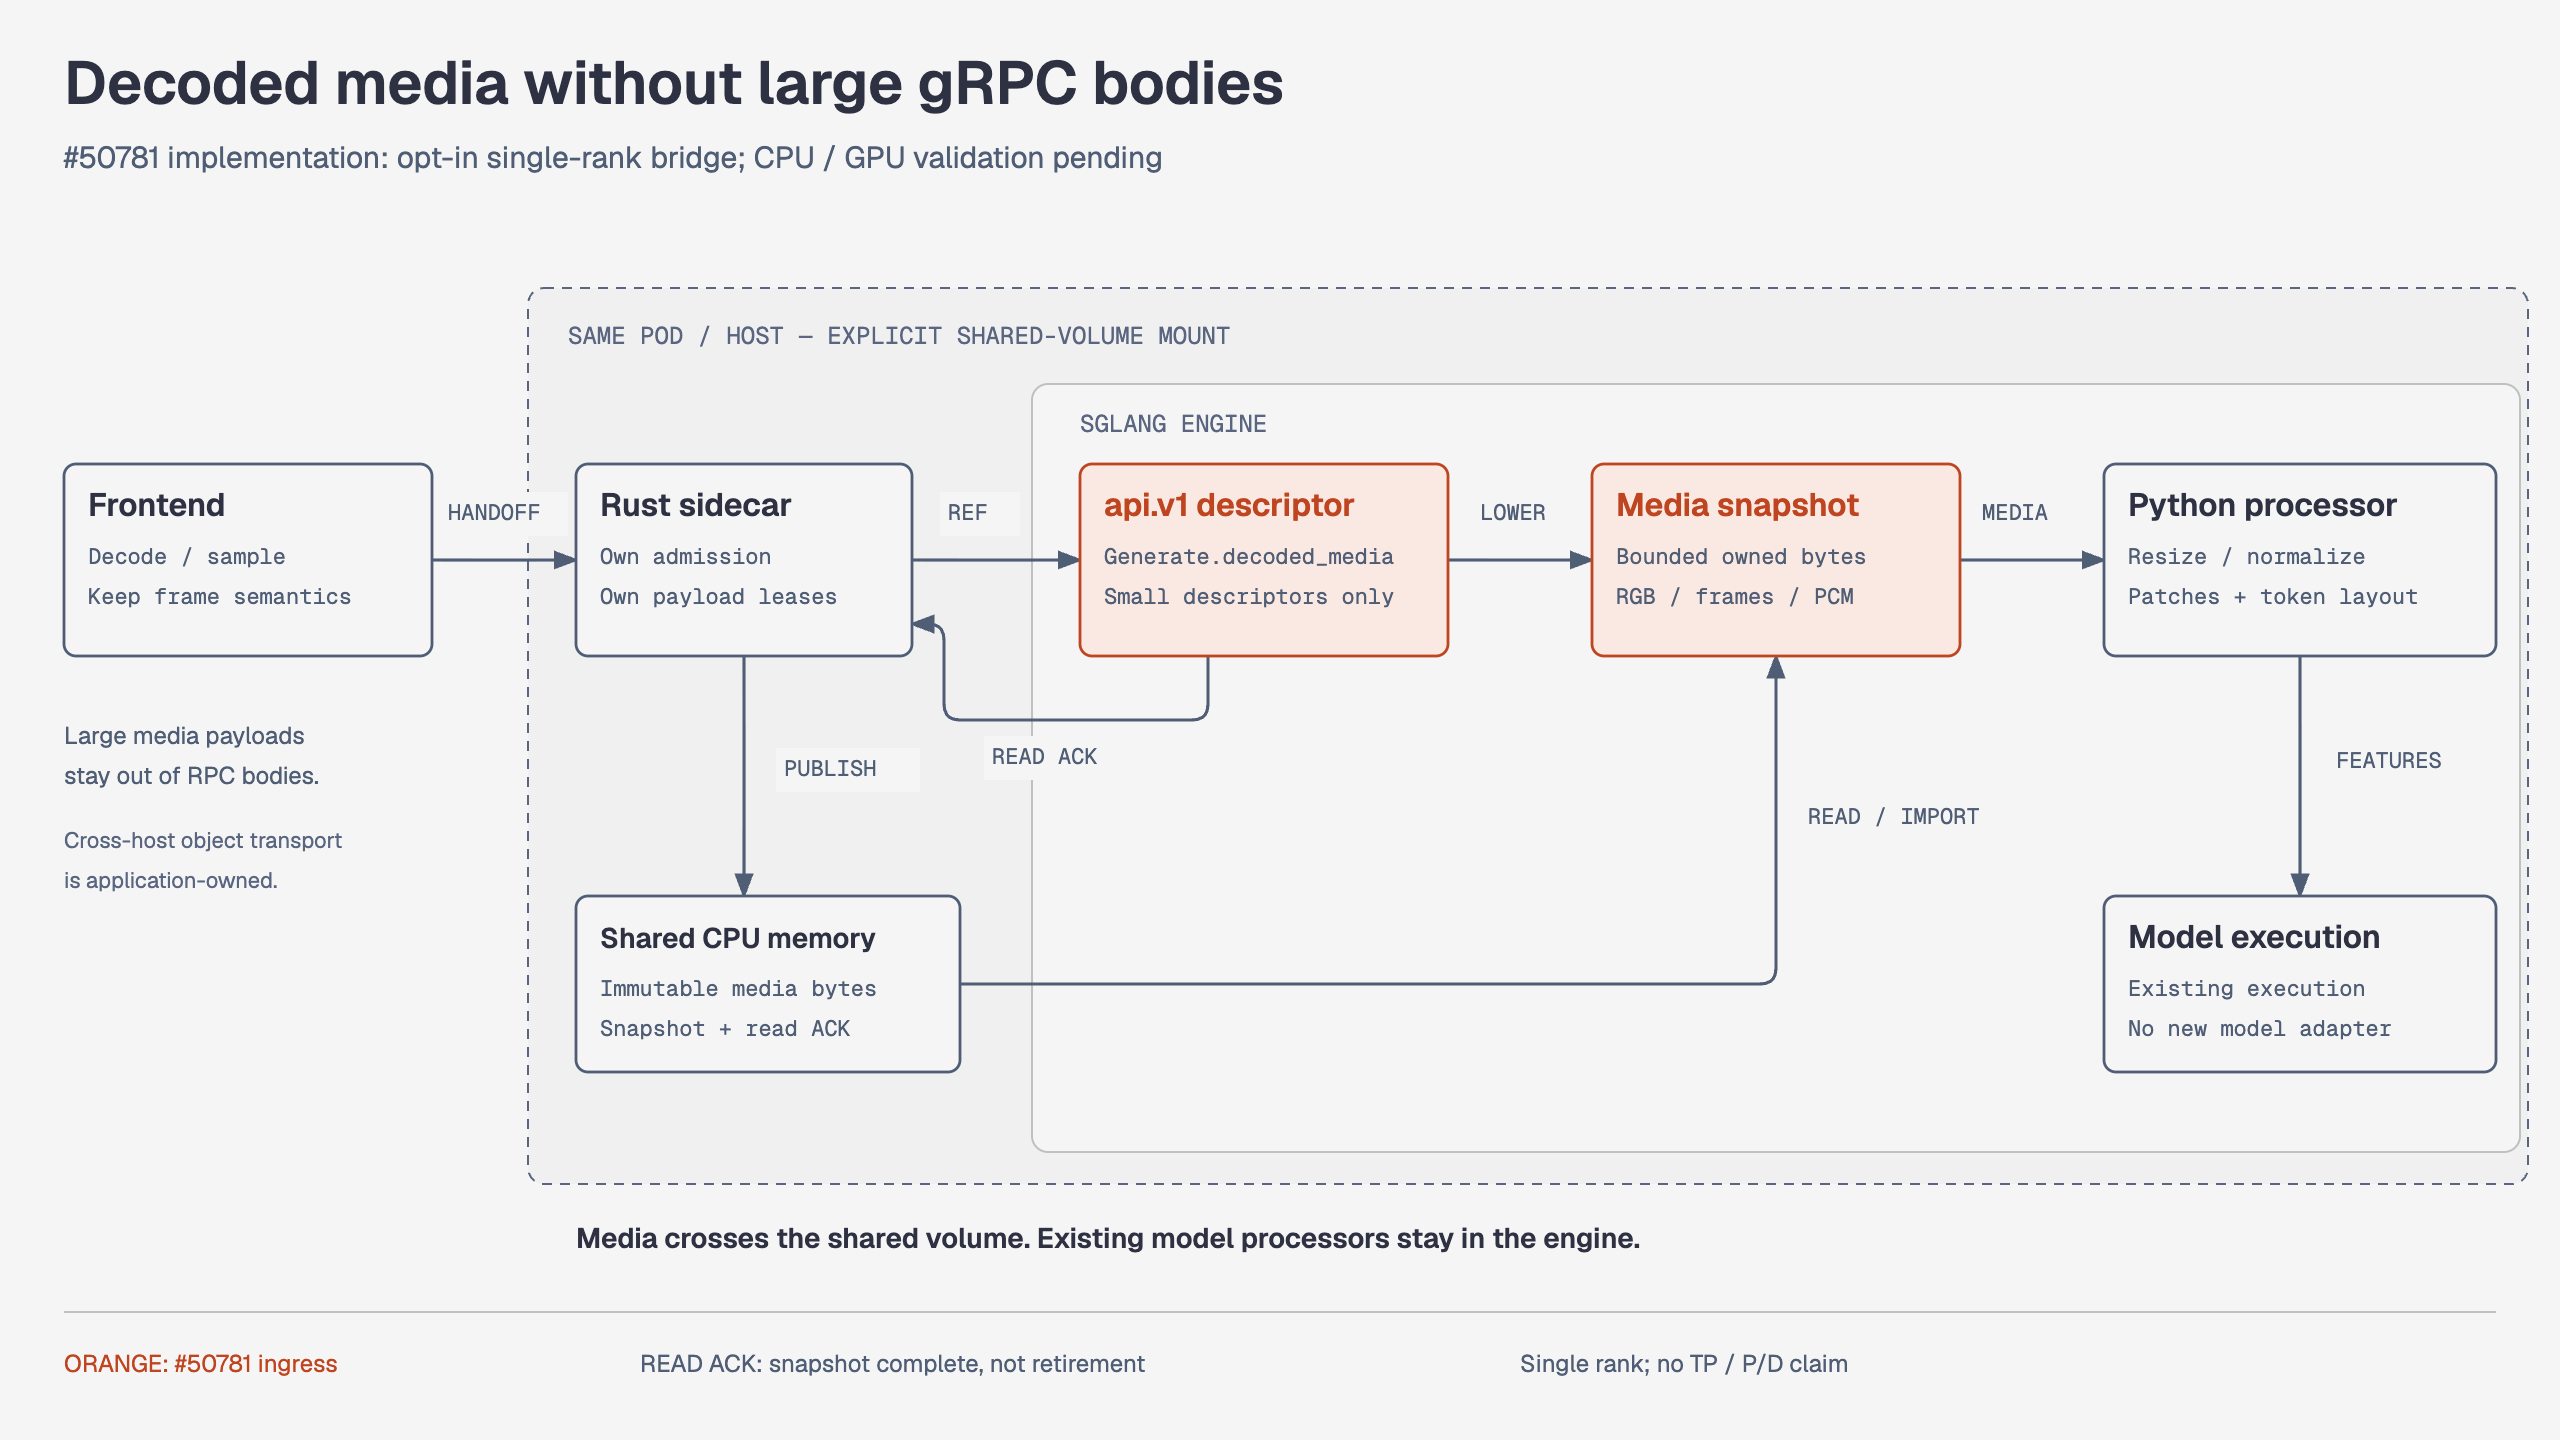 Decoded media without large gRPC bodies
#50781 implementation: opt-in single-rank bridge; CPU / GPU validation pending
SAME POD / HOST — EXPLICIT SHARED-VOLUME MOUNT
SGLANG ENGINE
Frontend
Decode / sample
Keep frame semantics
HANDOFF
Rust sidecar
Own admission
Own payload leases
REF
api.v1 descriptor
Generate.decoded_media
Small descriptors only
LOWER
Media snapshot
Bounded owned bytes
RGB / frames / PCM
MEDIA
Python processor
Resize / normalize
Patches + token layout
Large media payloads
stay out of RPC bodies.
Cross-host object transport
is application-owned.
PUBLISH
READ ACK
READ / IMPORT
FEATURES
Shared CPU memory
Immutable media bytes
Snapshot + read ACK
Model execution
Existing execution
No new model adapter
Media crosses the shared volume. Existing model processors stay in the engine.
ORANGE: #50781 ingress
READ ACK: snapshot complete, not retirement
Single rank; no TP / P/D claim